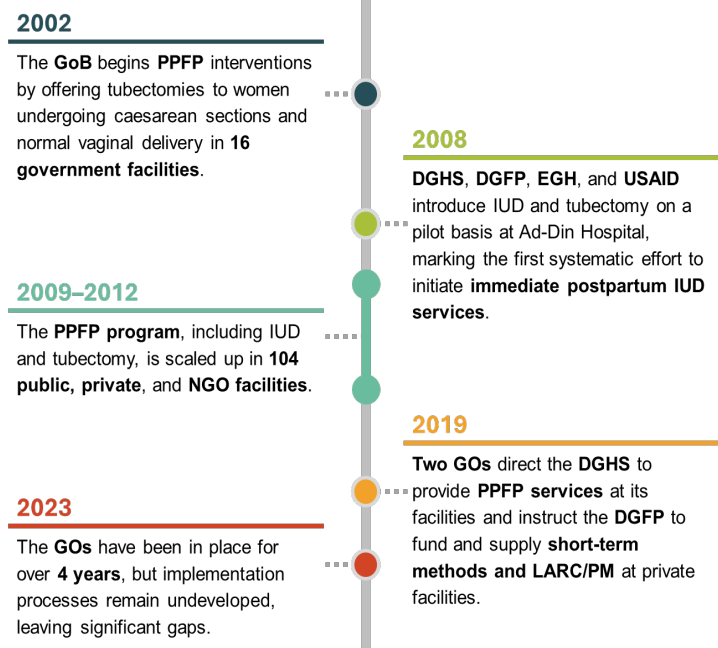 2002
The GoB begins PPFP interventions
by offering tubectomies to women
undergoing caesarean sections and
normal vaginal delivery in 16
government facilities.
2008
DGHS, DGFP, EGH, and USAID
introduce IUD and tubectomy on a
pilot basis at Ad-Din Hospital,
marking the first systematic effort to
initiate immediate postpartum IUD
services.
2009–2012
The PPFP program, including IUD
and tubectomy, is scaled up in 104
public, private, and NGO facilities.
2019
Two GOs direct the DGHS to
provide PPFP services at its
facilities and instruct the DGFP to
fund and supply short-term
methods and LARC/PM at private
facilities.
2023
The GOs have been in place for
over 4 years, but implementation
processes remain undeveloped,
leaving significant gaps.